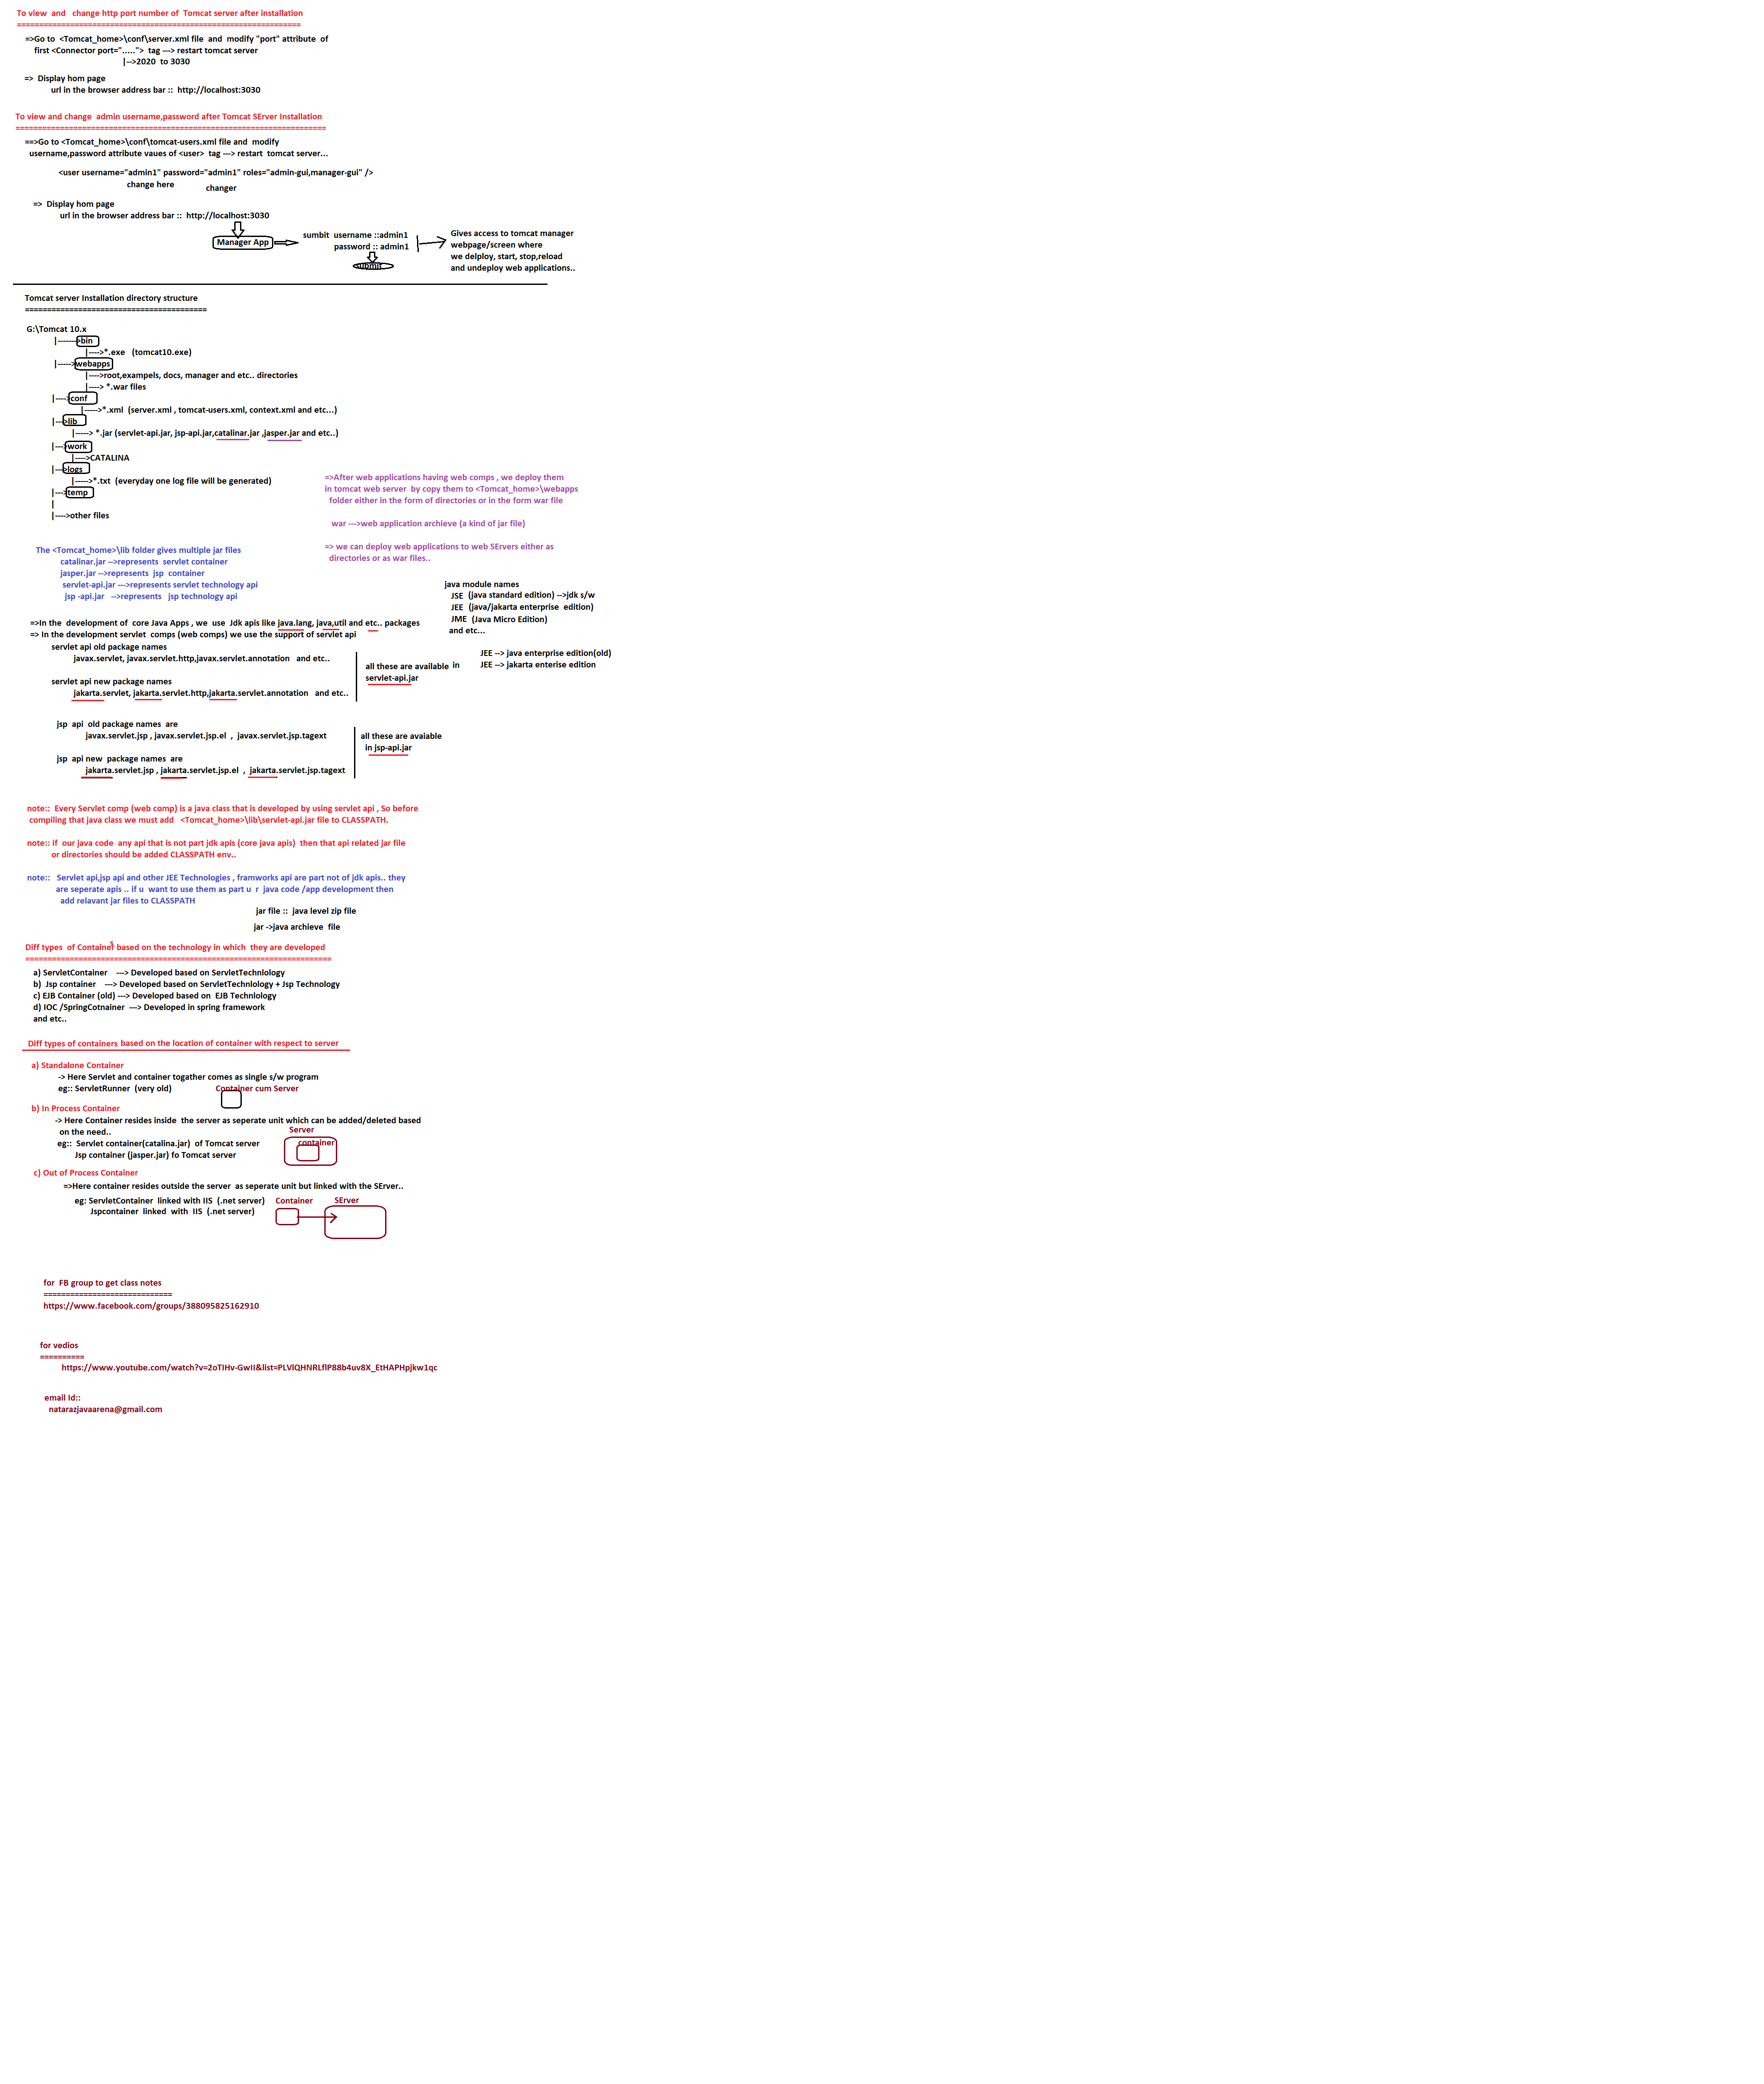 To view  and   change http port number of  Tomcat server after installation
================================================================
=>Go to  <Tomcat_home>\conf\server.xml file  and  modify "port" attribute  of
first <Connector port=".....">  tag ---> restart tomcat server
|-->2020  to 3030
=>  Display hom page
url in the browser address bar ::  http://localhost:3030
To view and change  admin username,password after Tomcat SErver Installation
======================================================================
==>Go to <Tomcat_home>\conf\tomcat-users.xml file and  modify
username,password attribute vaues of <user>  tag ---> restart  tomcat server...
<user username="admin1" password="admin1" roles="admin-gui,manager-gui" />
change here
changer
=>  Display hom page
url in the browser address bar ::  http://localhost:3030
Manager App
sumbit  username ::admin1
password :: admin1
submit
Gives access to tomcat manager
webpage/screen where
we delploy, start, stop,reload
and undeploy web applications..
Tomcat server Installation directory structure
=========================================
G:\Tomcat 10.x
|------->bin
|---->*.exe   (tomcat10.exe)
|----->webapps
|---->root,exampels, docs, manager and etc.. directories
|----> *.war files
|---->conf
|----->*.xml  (server.xml , tomcat-users.xml, context.xml and etc...)
|--->lib
|-----> *.jar (servlet-api.jar, jsp-api.jar,catalinar.jar ,jasper.jar and etc..)
|--->work
|---->CATALINA
|--->logs
|----->*.txt  (everyday one log file will be generated)
|--->temp
|
|---->other files
=>After web applications having web comps , we deploy them
in tomcat web server  by copy them to <Tomcat_home>\webapps
folder either in the form of directories or in the form war file
war --->web application archieve (a kind of jar file)
=> we can deploy web applications to web SErvers either as
directories or as war files..
The <Tomcat_home>\lib folder gives multiple jar files
catalinar.jar -->represents  servlet container
jasper.jar -->represents  jsp  container
servlet-api.jar --->represents servlet technology api
jsp -api.jar   -->represents   jsp technology api
java module names
JSE  (java standard edition) -->jdk s/w
JEE  (java/jakarta enterprise  edition)
JME  (Java Micro Edition)
and etc...
JEE --> java enterprise edition(old)
JEE --> jakarta enterise edition
=>In the  development of  core Java Apps , we  use  Jdk apis like java.lang, java,util and etc.. packages
=> In the development servlet  comps (web comps) we use the support of servlet api
servlet api old package names
javax.servlet, javax.servlet.http,javax.servlet.annotation   and etc..
servlet api new package names
jakarta.servlet, jakarta.servlet.http,jakarta.servlet.annotation   and etc..
all these are available  in
servlet-api.jar
jsp  api  old package names  are
javax.servlet.jsp , javax.servlet.jsp.el  ,  javax.servlet.jsp.tagext
jsp  api new  package names  are
jakarta.servlet.jsp , jakarta.servlet.jsp.el  ,  jakarta.servlet.jsp.tagext
all these are avaiable
in jsp-api.jar
note::  Every Servlet comp (web comp) is a java class that is developed by using servlet api , So before
compiling that java class we must add   <Tomcat_home>\lib\servlet-api.jar file to CLASSPATH.
note:: if  our java code  any api that is not part jdk apis (core java apis)  then that api related jar file
or directories should be added CLASSPATH env..
note::   Servlet api,jsp api and other JEE Technologies , framworks api are part not of jdk apis.. they
are seperate apis .. if u  want to use them as part u  r  java code /app development then
add relavant jar files to CLASSPATH
jar file ::  java level zip file
jar ->java archieve  file
Diff types  of Containers based on the technology in which  they are developed
=====================================================================
a) ServletContainer    ---> Developed based on ServletTechnlology
b)  Jsp container    ---> Developed based on ServletTechnlology + Jsp Technology
c) EJB Container (old) ---> Developed based on  EJB Technlology
d) IOC /SpringCotnainer  ---> Developed in spring framework
and etc..
Diff types of containers based on the location of container with respect to server
a) Standalone Container
-> Here Servlet and container togather comes as single s/w program
eg:: ServletRunner  (very old)
Container cum Server
b) In Process Container
-> Here Container resides inside  the server as seperate unit which can be added/deleted based
on the need..
Server
eg::  Servlet container(catalina.jar)  of Tomcat server
container
Jsp container (jasper.jar) fo Tomcat server
c) Out of Process Container
=>Here container resides outside the server  as seperate unit but linked with the SErver..
eg: ServletContainer  linked with IIS  (.net server)
Container
SErver
Jspcontainer  linked  with  IIS  (.net server)
for  FB group to get class notes
=============================
https://www.facebook.com/groups/388095825162910
for vedios
==========
https://www.youtube.com/watch?v=2oTIHv-GwII&list=PLVlQHNRLflP88b4uv8X_EtHAPHpjkw1qc
email Id::
natarazjavaarena@gmail.com